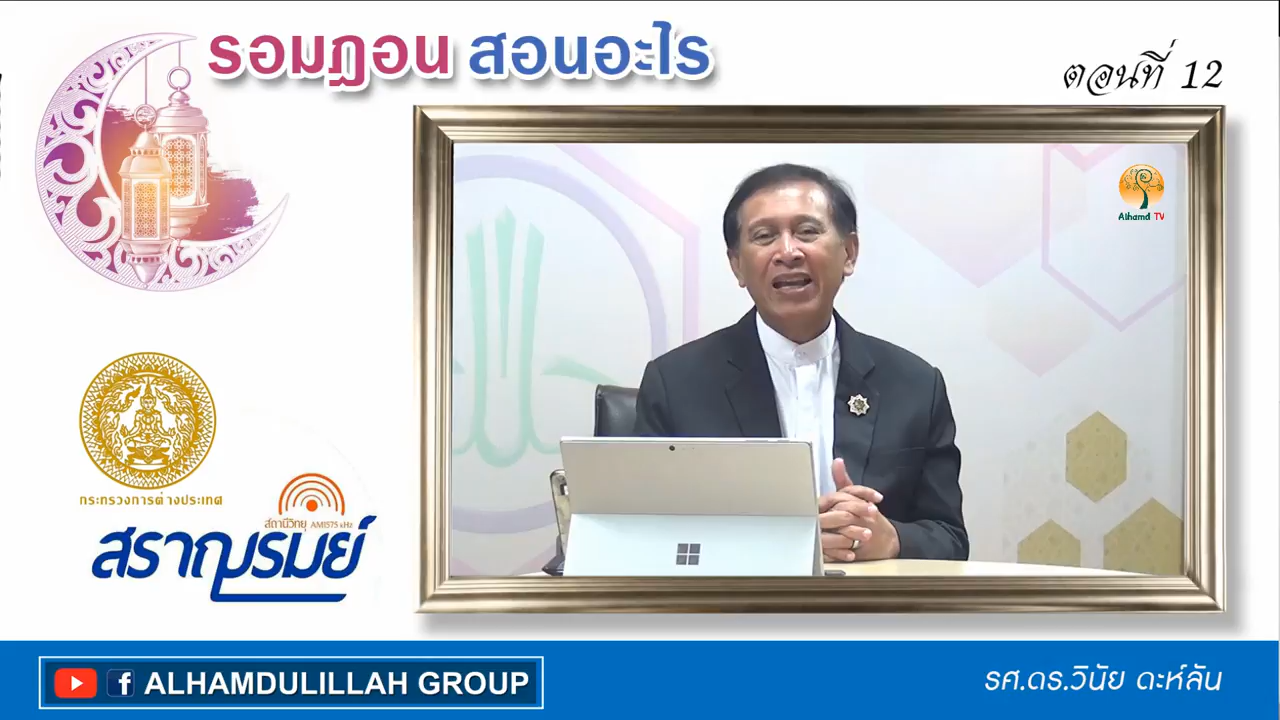 รอมฎอน สอนอะไร
ตอนที่ 12
Alhamd TV
กระทรวงการต่างประเทศ
สถานีวิทยุ AM1575 kHz
สราญรมย์
ALHAMDULILLAH GROUP
รศ.ดร.วินัย ดะห์ลัน